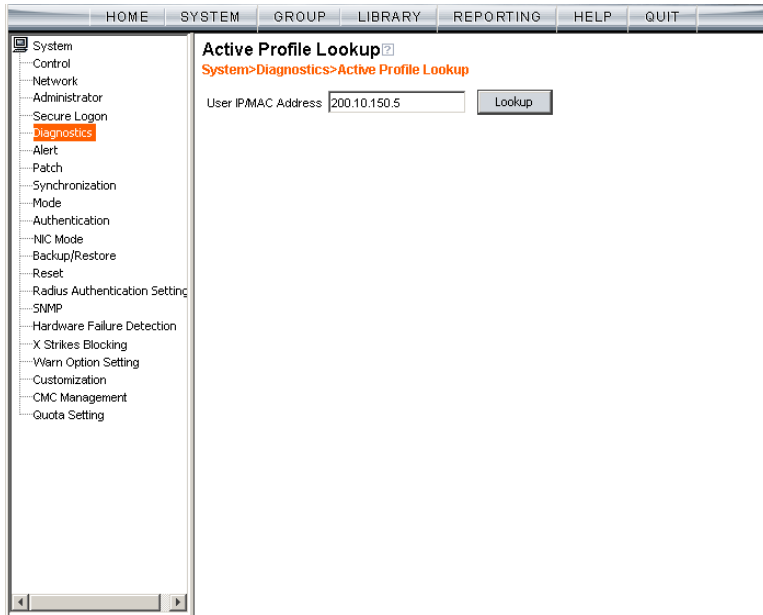 HOME SYSTEM GROUP LIBRARY REPORTING HELP QUIT
System
Control
Network
Administrator
Secure Logon
Diagnostics
Alert
Patch
Synchronization
Mode
Authentication
NIC Mode
Backup/Restore
Reset
Radius Authentication Setting
SNMP
Hardware Failure Detection
X Strikes Blocking
Warn Option Setting
Customization
CMC Management
Quota Setting
Active Profile Lookup?
System>Diagnostics>Active Profile Lookup
User IP/MAC Address 200.10.150.5 Lookup